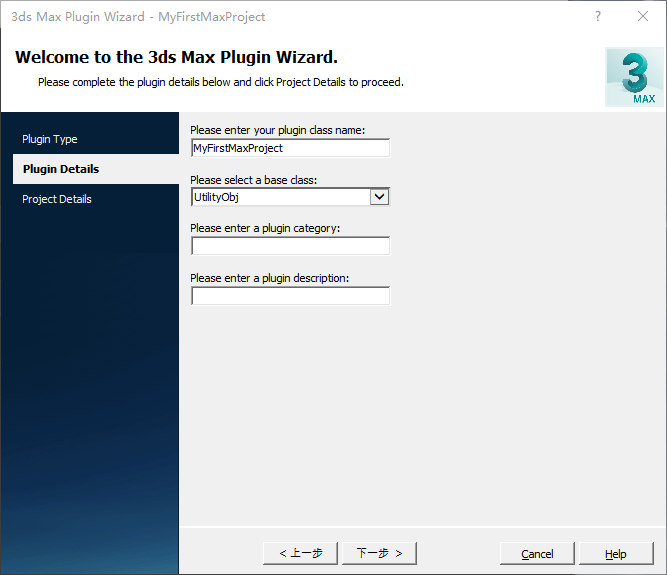 3ds Max Plugin Wizard - MyFirstMaxProject
?
Welcome to the 3ds Max Plugin Wizard.
Please complete the plugin details below and click Project Details to proceed.
3
MAX
Plugin Type
Plugin Details
Project Details
Please enter your plugin class name:
MyFirstMaxProject
Please select a base class:
UtilityObj
Please enter a plugin category:
Please enter a plugin description:
< 上一步
下一步 >
Cancel
Help